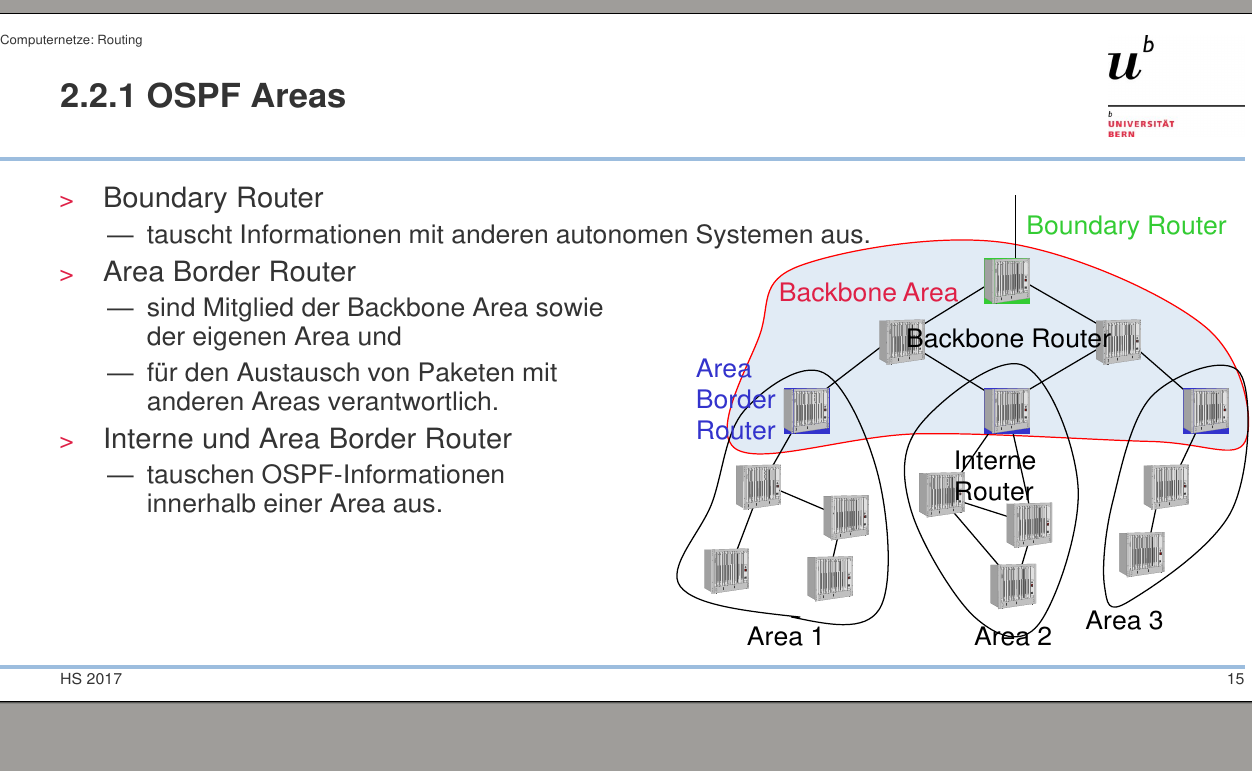 Computernetze: Routing
u
b
2.2.1 OSPF Areas
b
UNIVERSITÄT
BERN
> Boundary Router
— tauscht Informationen mit anderen autonomen Systemen aus.
> Area Border Router
— sind Mitglied der Backbone Area sowie
der eigenen Area und
— für den Austausch von Paketen mit
anderen Areas verantwortlich.
> Interne und Area Border Router
— tauschen OSPF-Informationen
innerhalb einer Area aus.
Boundary Router
Backbone Area
Backbone Router
Area
Border
Router
Interne
Router
Area 1
Area 2
Area 3
HS 2017
15